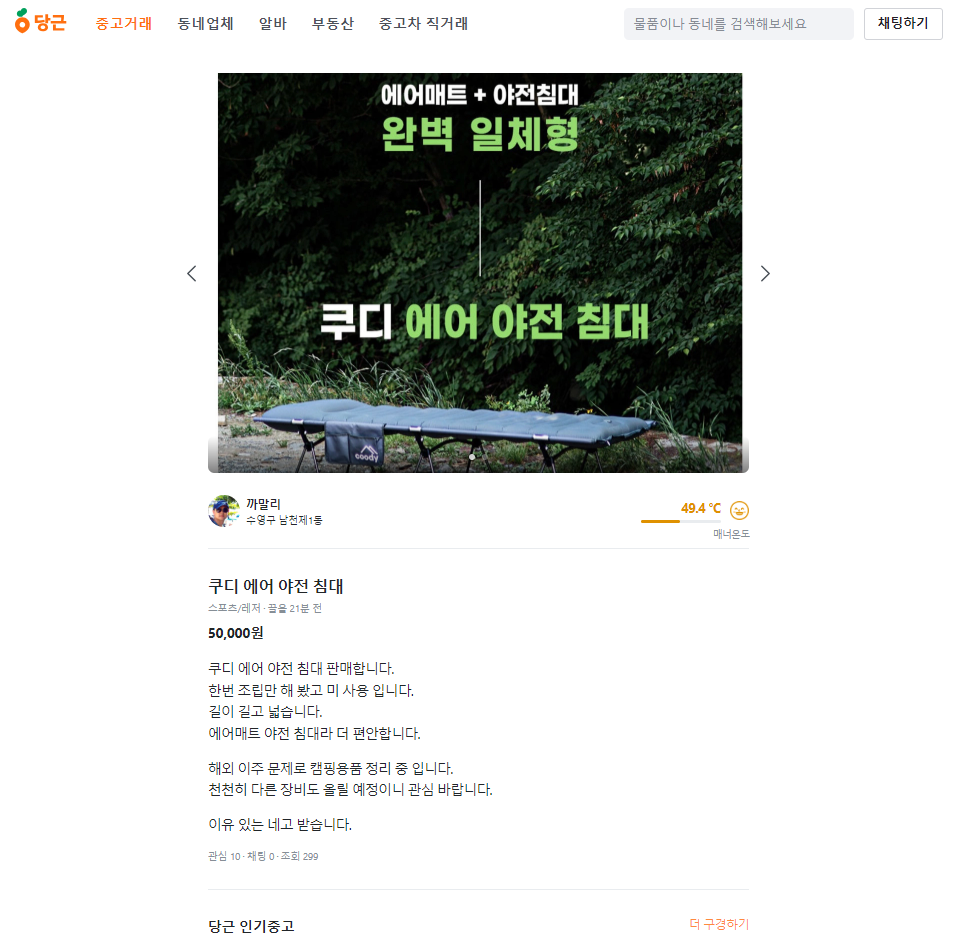 당근 중고거래 동네업체 알바 부동산 중고차 직거래 물품이나 동네를 검색해보세요 채팅하기
에어매트 + 야전침대
완벽 일체형
쿠디 에어 야전 침대
coody
까말리
수영구 남천제1동
49.4 °C
매너온도
쿠디 에어 야전 침대
스포츠/레저 · 끌올 21분 전
50,000원
쿠디 에어 야전 침대 판매합니다.
한번 조립만 해 봤고 미 사용 입니다.
길이 길고 넓습니다.
에어매트 야전 침대라 더 편안합니다.
해외 이주 문제로 캠핑용품 정리 중 입니다.
천천히 다른 장비도 올릴 예정이니 관심 바랍니다.
이유 있는 네고 받습니다.
관심 10 · 채팅 0 · 조회 299
당근 인기중고 더 구경하기